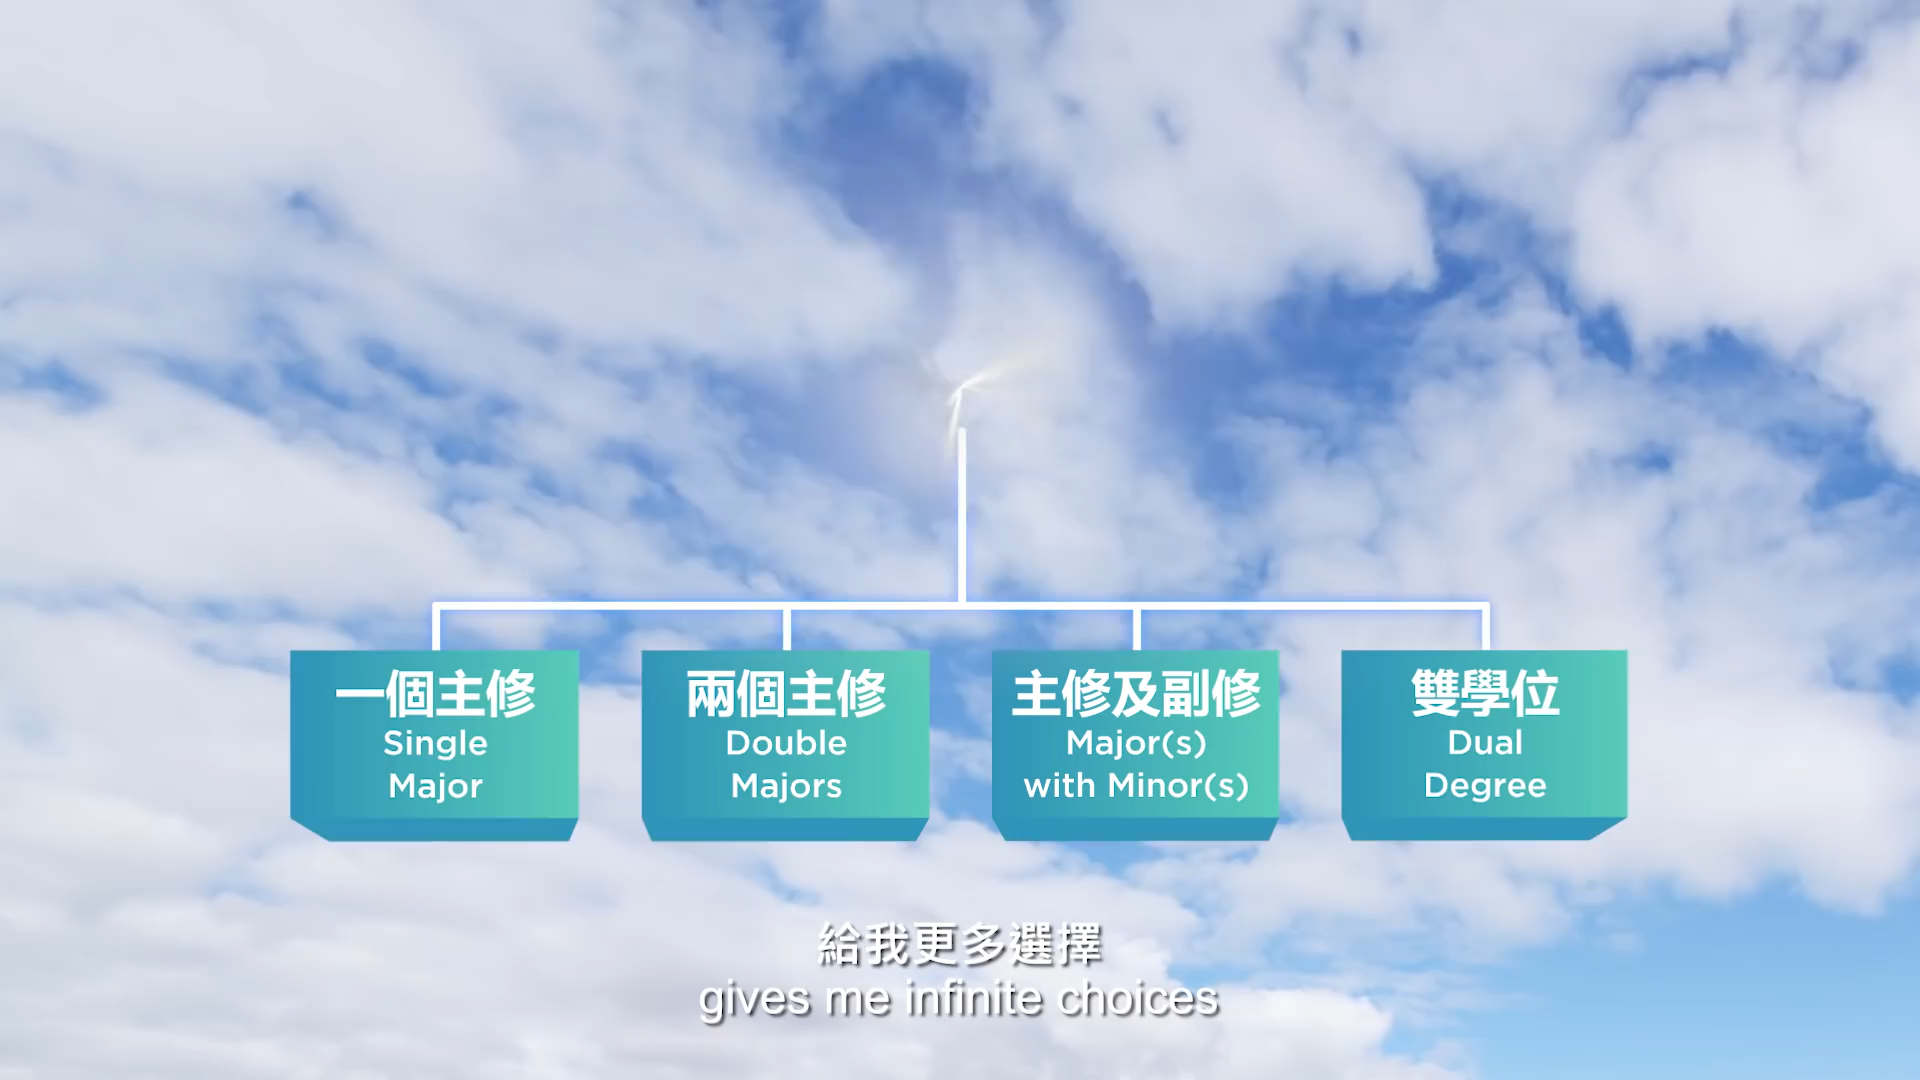 一個主修
Single
Major
兩個主修
Double
Majors
主修及副修
Major(s)
with Minor(s)
雙學位
Dual
Degree
給我更多選擇
gives me infinite choices